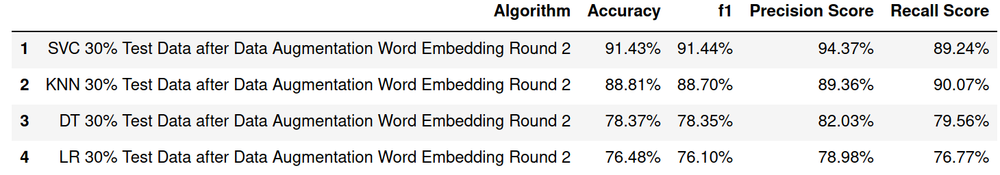 Algorithm Accuracy f1 Precision Score Recall Score
1 SVC 30% Test Data after Data Augmentation Word Embedding Round 2 91.43% 91.44% 94.37% 89.24%
2 KNN 30% Test Data after Data Augmentation Word Embedding Round 2 88.81% 88.70% 89.36% 90.07%
3 DT 30% Test Data after Data Augmentation Word Embedding Round 2 78.37% 78.35% 82.03% 79.56%
4 LR 30% Test Data after Data Augmentation Word Embedding Round 2 76.48% 76.10% 78.98% 76.77%